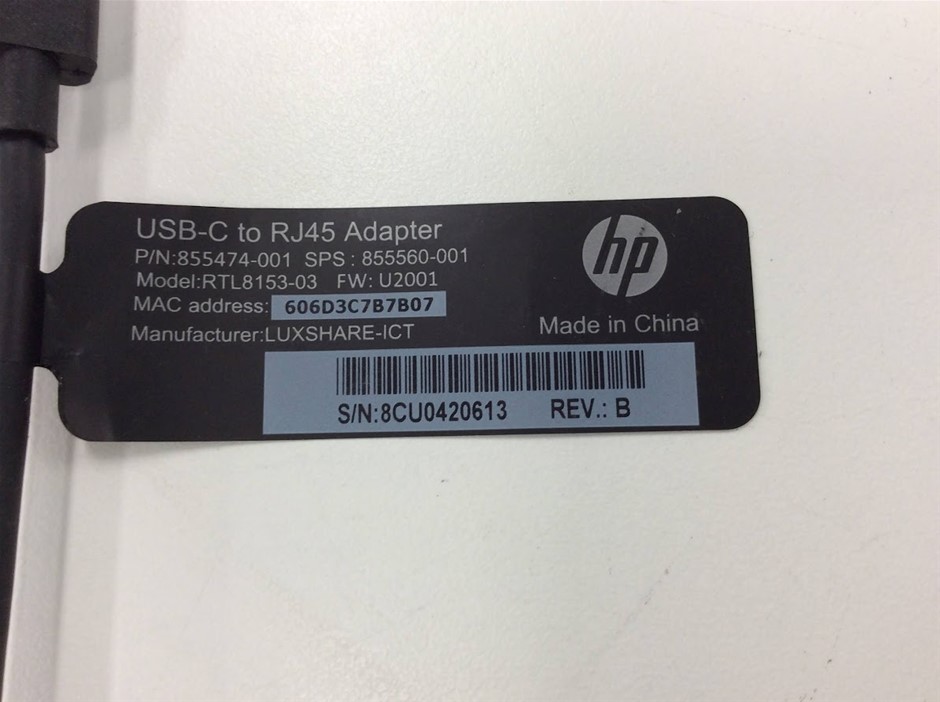 USB-C to RJ45 Adapter
P/N:855474-001 SPS : 855560-001
Model:RTL8153-03 FW: U2001
MAC address: 606D3C7B7B07
Manufacturer:LUXSHARE-ICT
hp
Made in China
S/N:8CU0420613 REV.: B